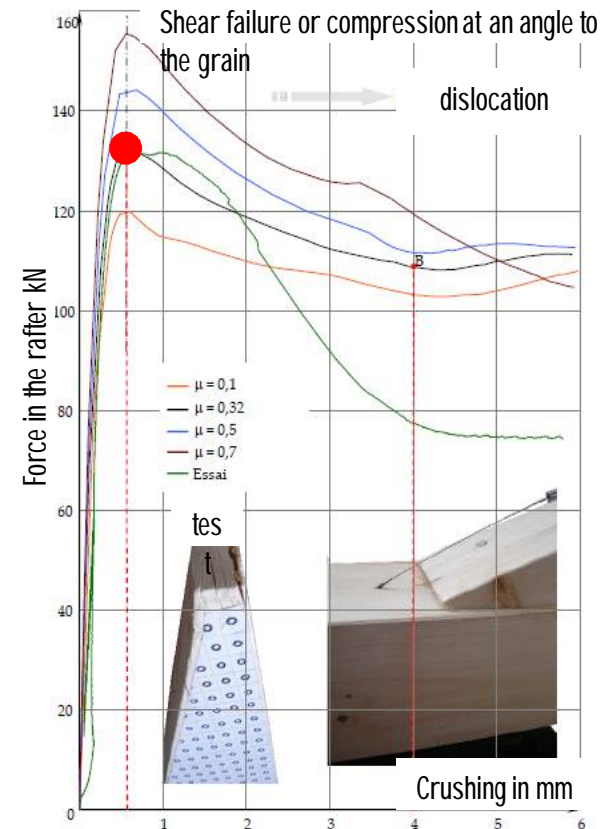 Shear failure or compression at an angle to
the grain
dislocation
Force in the rafter kN
160
140
120
100
80
60
40
20
0
B
μ = 0,1
μ = 0,32
μ = 0,5
μ = 0,7
Essai
tes
t
Crushing in mm
1 2 3 4 5 6